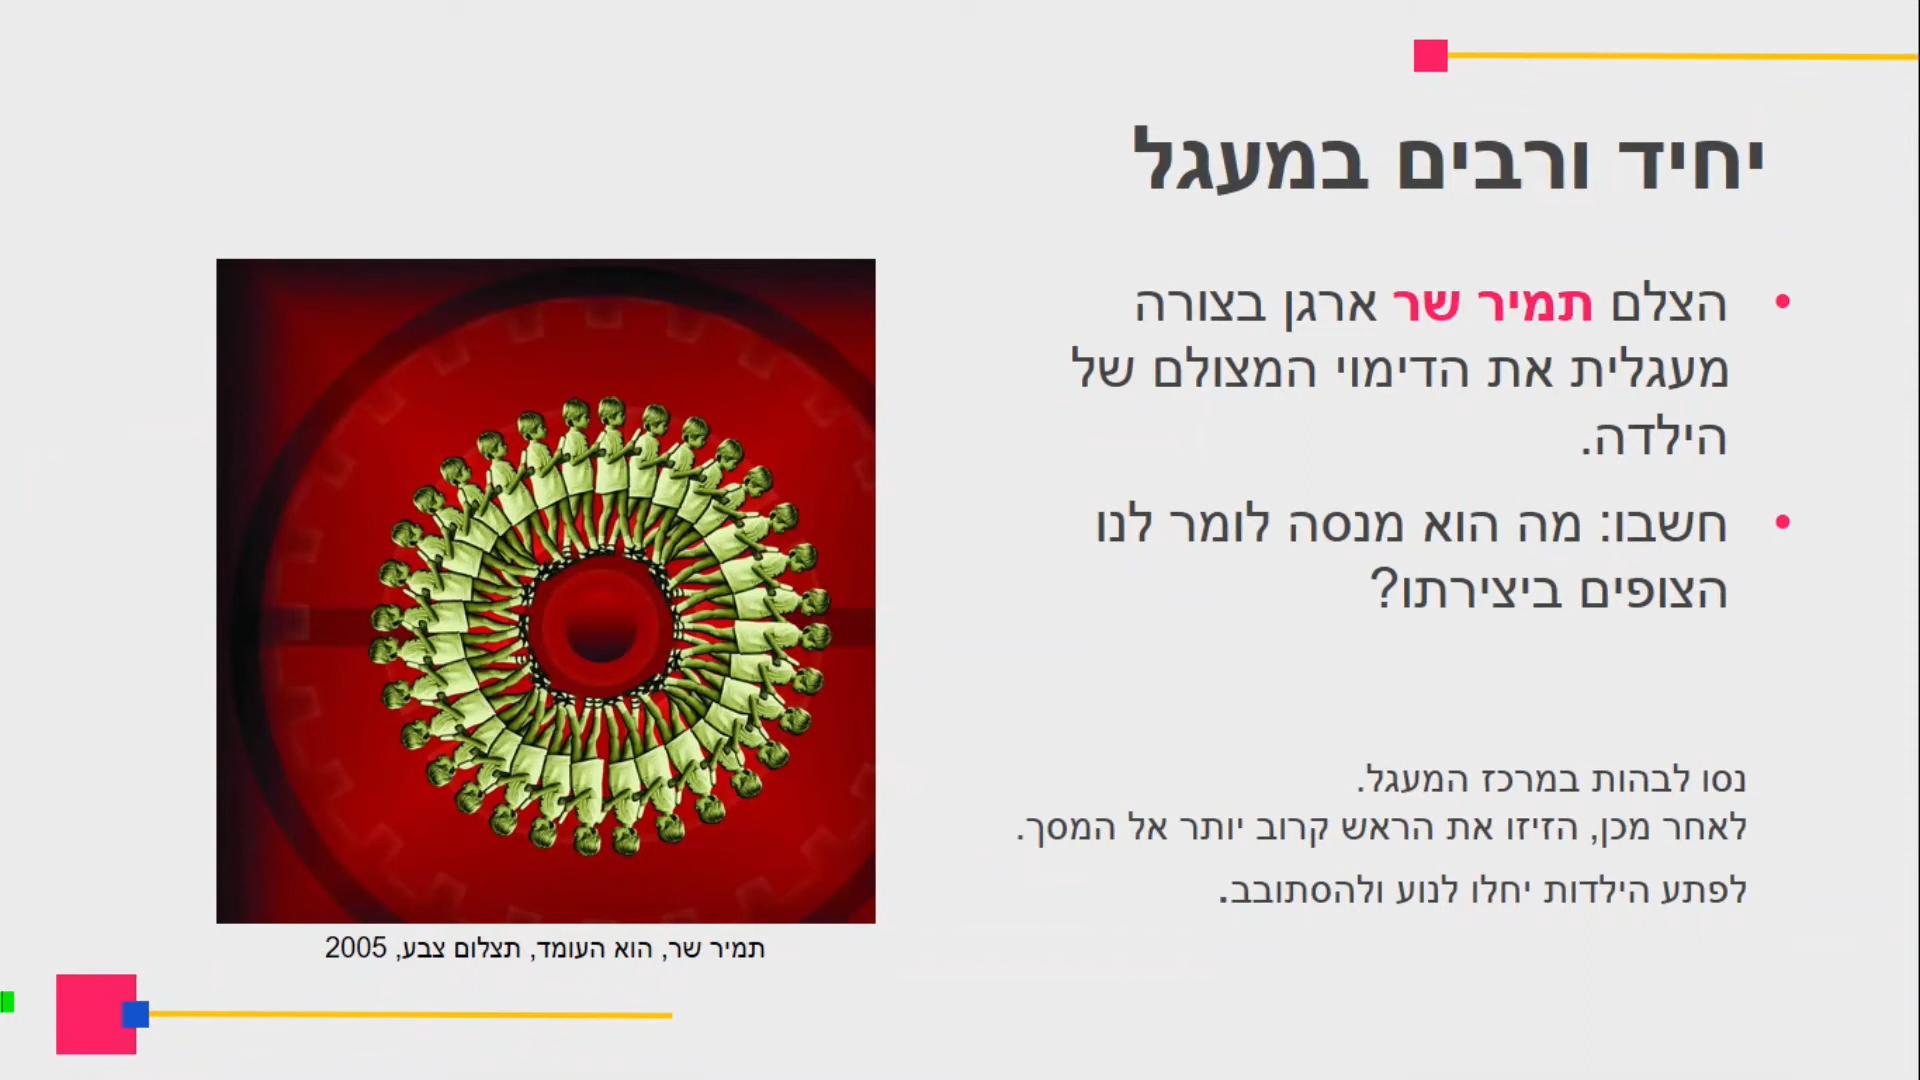 יחיד ורבים במעגל
הצלם תמיר שר ארגן בצורה
מעגלית את הדימוי המצולם של
הילדה.
חשבו: מה הוא מנסה לומר לנו
הצופים ביצירתו?
נסו לבהות במרכז המעגל.
לאחר מכן, הזיזו את הראש קרוב יותר אל המסך.
לפתע הילדות יחלו לנוע ולהסתובב.
תמיר שר, הוא העומד, תצלום צבע, 2005